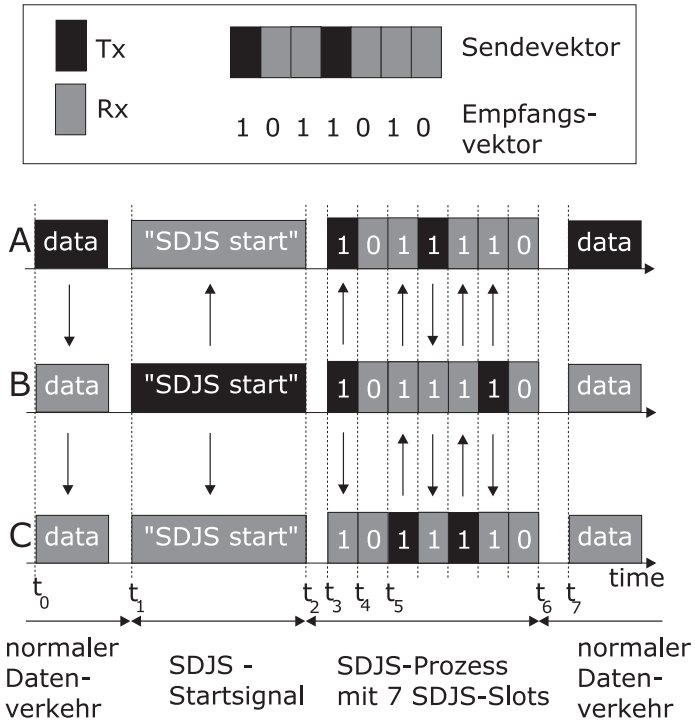 Tx
Sendevektor
Rx
1 0 1 1 0 1 0
Empfangs-
vektor
A
data
"SDJS start"
1 0 1 1 1 1 0
data
B
data
"SDJS start"
1 0 1 1 1 1 0
data
C
data
"SDJS start"
1 0 1 1 1 1 0
data
time
t0 t1 t2 t3 t4 t5 t6 t7
normaler
Daten-
verkehr
SDJS -
Startsignal
SDJS-Prozess
mit 7 SDJS-Slots
normaler
Daten-
verkehr